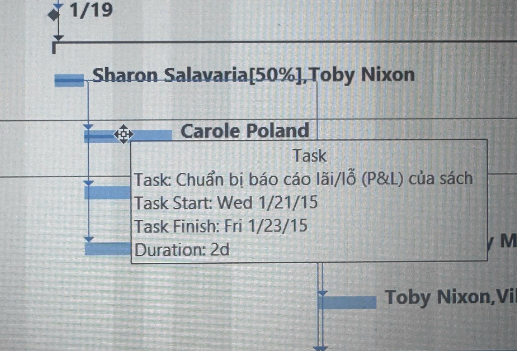 1/19
Sharon Salavaria[50%],Toby Nixon
Carole Poland
Task
Task: Chuẩn bị báo cáo lãi/lỗ (P&L) của sách
Task Start: Wed 1/21/15
Task Finish: Fri 1/23/15
Duration: 2d
Toby Nixon,